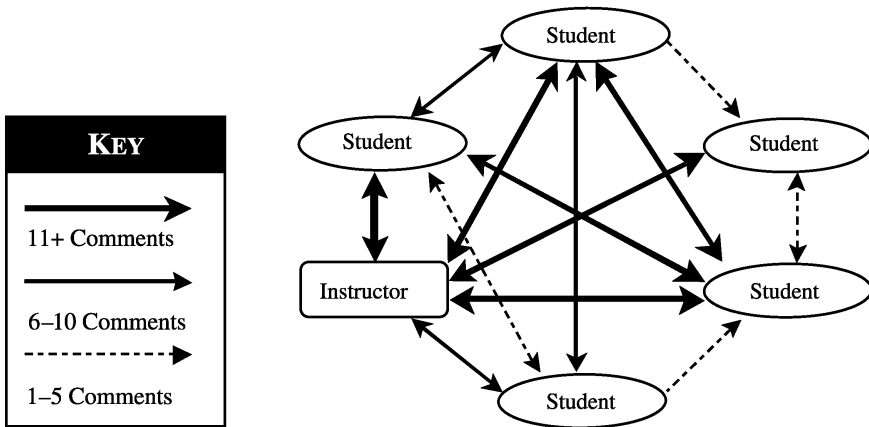 KEY
11+ Comments
6–10 Comments
1–5 Comments
Student
Student
Student
Instructor
Student
Student